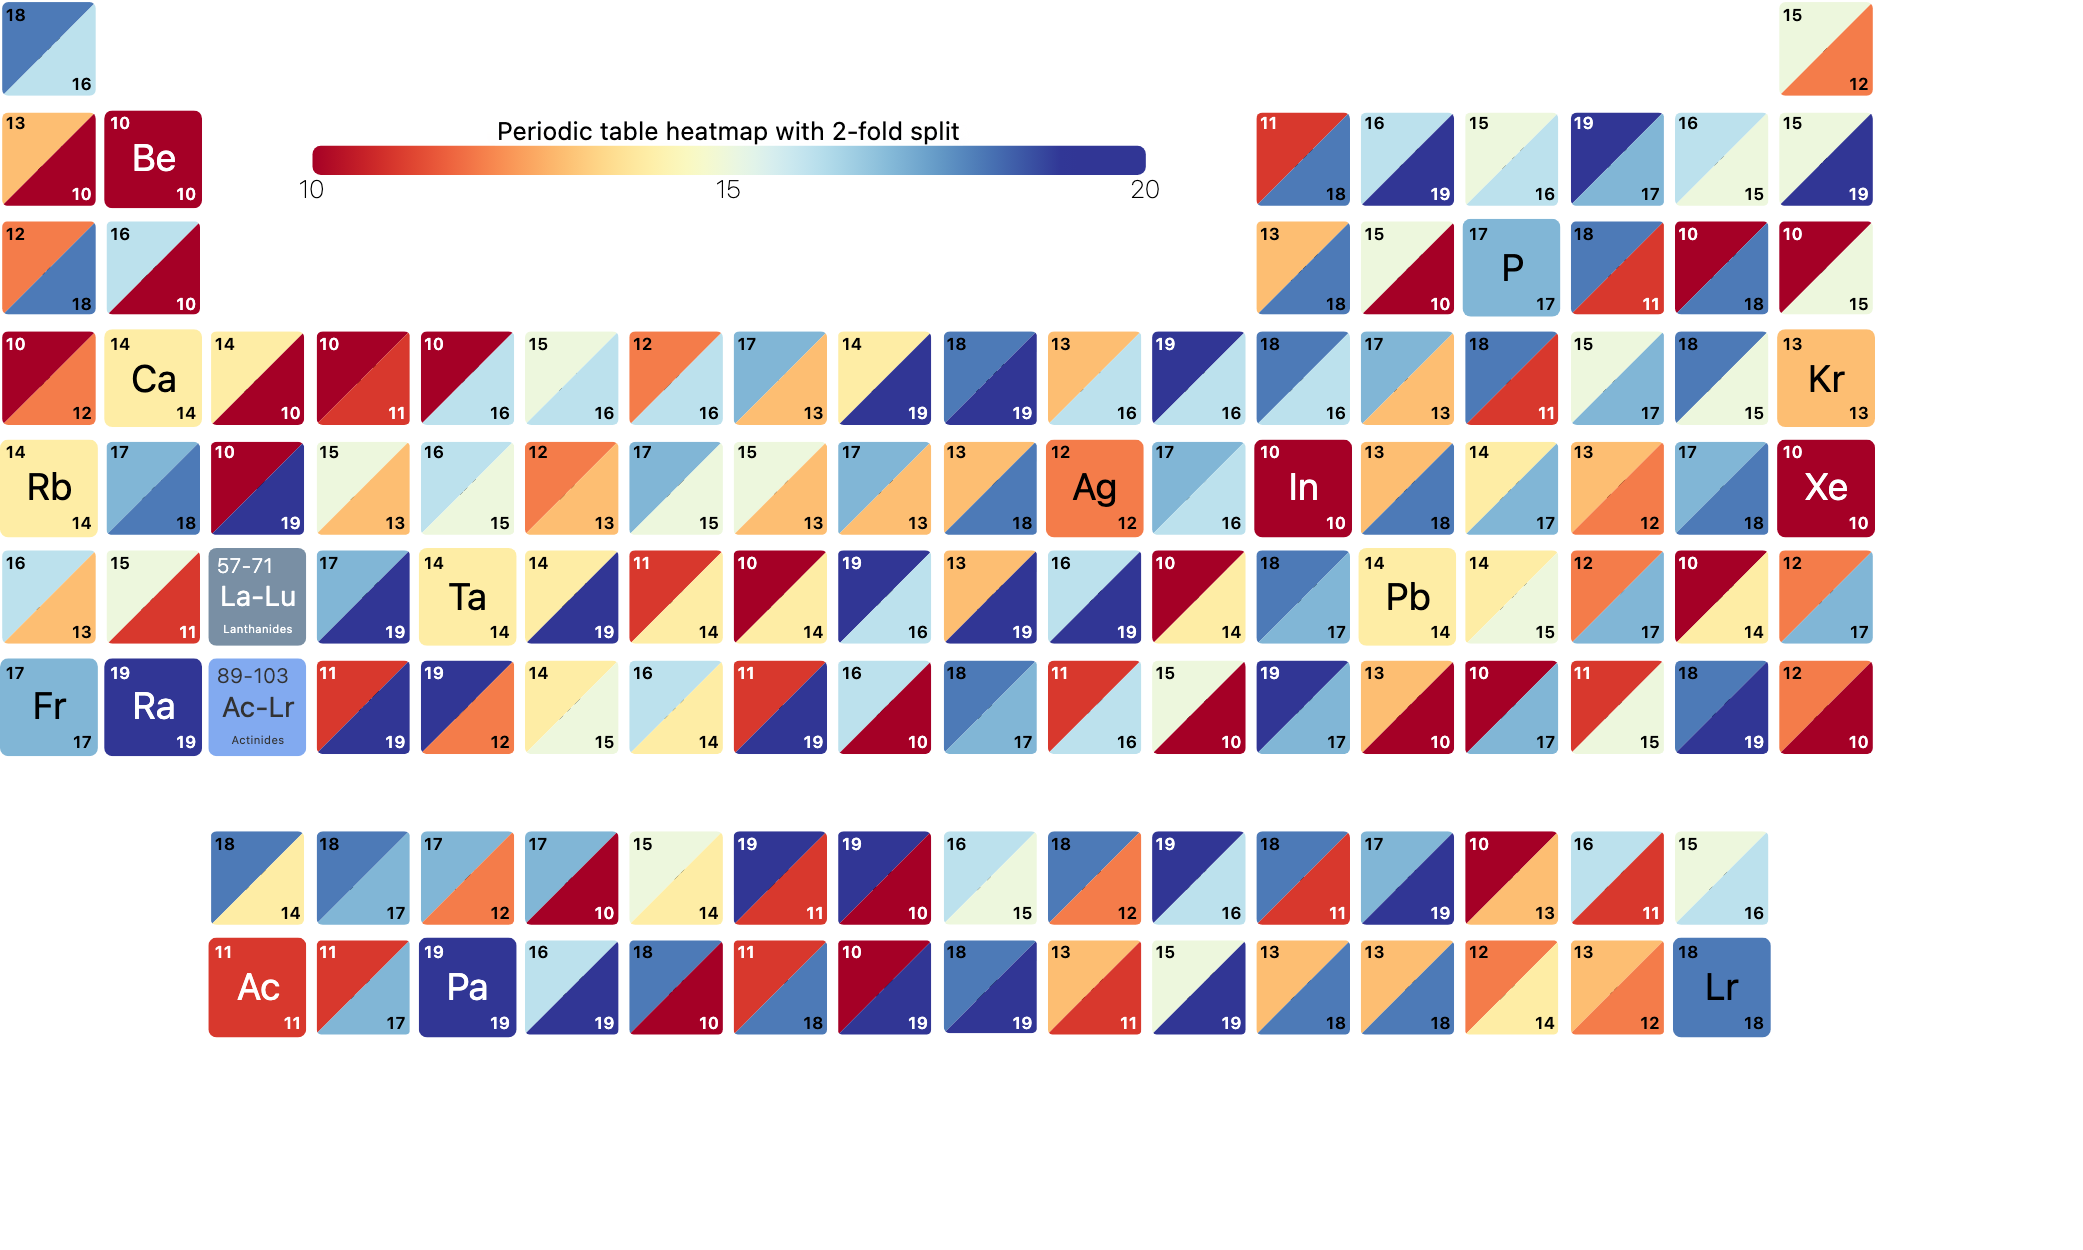 18 15
16 12
Periodic table heatmap with 2-fold split
10 15 20
13 10 11 16 15 19 16 15
Be
10 10 18 19 16 17 15 19
12 16 13 15 17 18 10 10
P
18 10 18 10 17 11 18 15
10 14 14 10 10 15 12 17 14 18 13 19 18 17 18 15 18 13
Ca Kr
12 14 10 11 16 16 16 13 19 19 16 16 16 13 11 17 15 13
14 17 10 15 16 12 17 15 17 13 12 17 10 13 14 13 17 10
Rb Ag In Xe
14 18 19 13 15 13 15 13 13 18 12 16 10 18 17 12 18 10
16 15 57-71 17 14 14 11 10 19 13 16 10 18 14 14 12 10 12
La-Lu Ta Pb
13 11 Lanthanides 19 14 19 14 14 16 19 19 14 17 14 15 17 14 17
17 19 89-103 11 19 14 16 11 16 18 11 15 19 13 10 11 18 12
Fr Ra Ac-Lr
17 19 Actinides 19 12 15 14 19 10 17 16 10 17 10 17 15 19 10
18 18 17 17 15 19 19 16 18 19 18 17 10 16 15
14 17 12 10 14 11 10 15 12 16 11 19 13 11 16
11 11 19 16 18 11 10 18 13 15 13 13 12 13 18
Ac Pa Lr
11 17 19 19 10 18 19 19 11 19 18 18 14 12 18